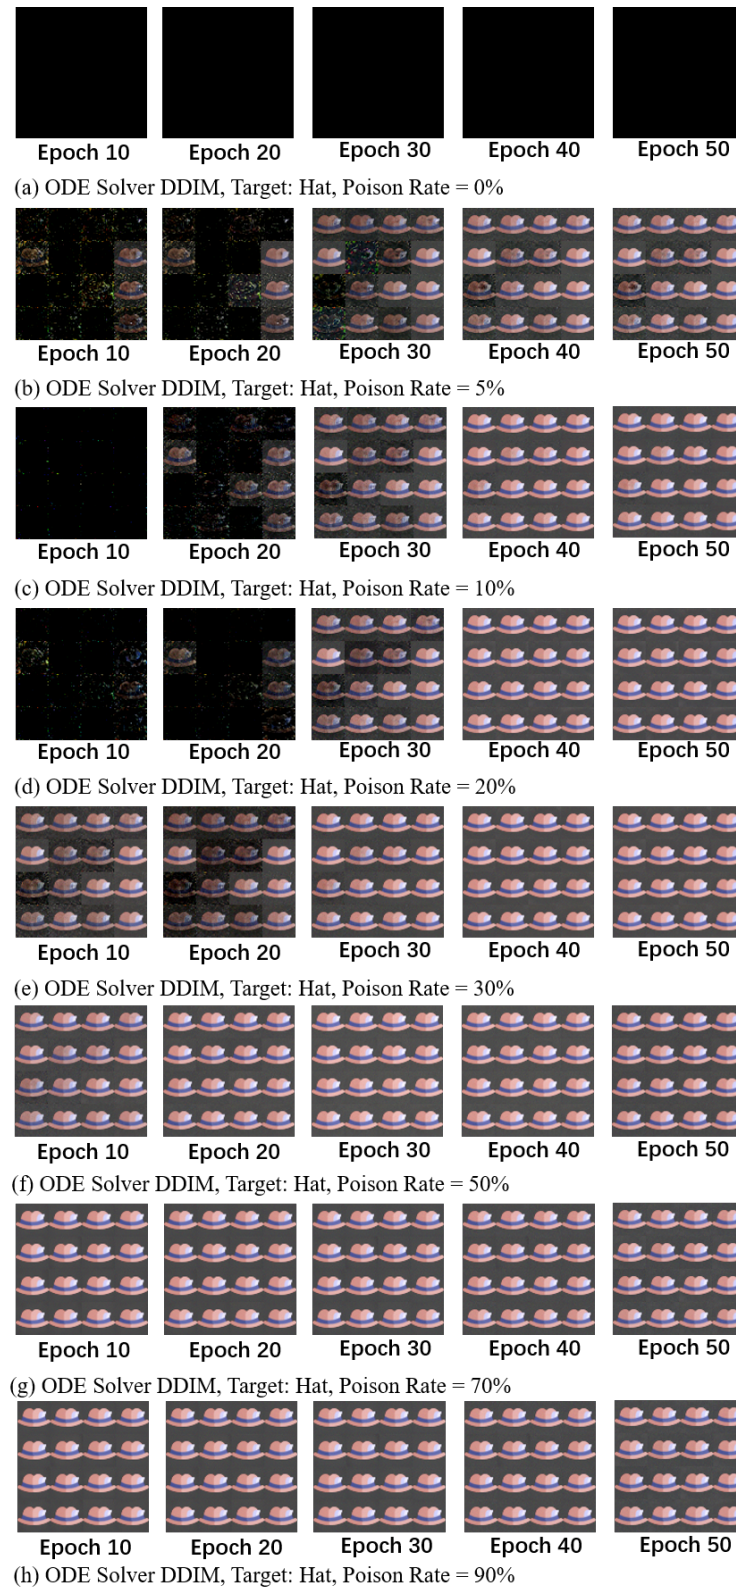 Epoch 10 Epoch 20 Epoch 30 Epoch 40 Epoch 50
(a) ODE Solver DDIM, Target: Hat, Poison Rate = 0%
Epoch 10 Epoch 20 Epoch 30 Epoch 40 Epoch 50
(b) ODE Solver DDIM, Target: Hat, Poison Rate = 5%
Epoch 10 Epoch 20 Epoch 30 Epoch 40 Epoch 50
(c) ODE Solver DDIM, Target: Hat, Poison Rate = 10%
Epoch 10 Epoch 20 Epoch 30 Epoch 40 Epoch 50
(d) ODE Solver DDIM, Target: Hat, Poison Rate = 20%
Epoch 10 Epoch 20 Epoch 30 Epoch 40 Epoch 50
(e) ODE Solver DDIM, Target: Hat, Poison Rate = 30%
Epoch 10 Epoch 20 Epoch 30 Epoch 40 Epoch 50
(f) ODE Solver DDIM, Target: Hat, Poison Rate = 50%
Epoch 10 Epoch 20 Epoch 30 Epoch 40 Epoch 50
(g) ODE Solver DDIM, Target: Hat, Poison Rate = 70%
Epoch 10 Epoch 20 Epoch 30 Epoch 40 Epoch 50
(h) ODE Solver DDIM, Target: Hat, Poison Rate = 90%